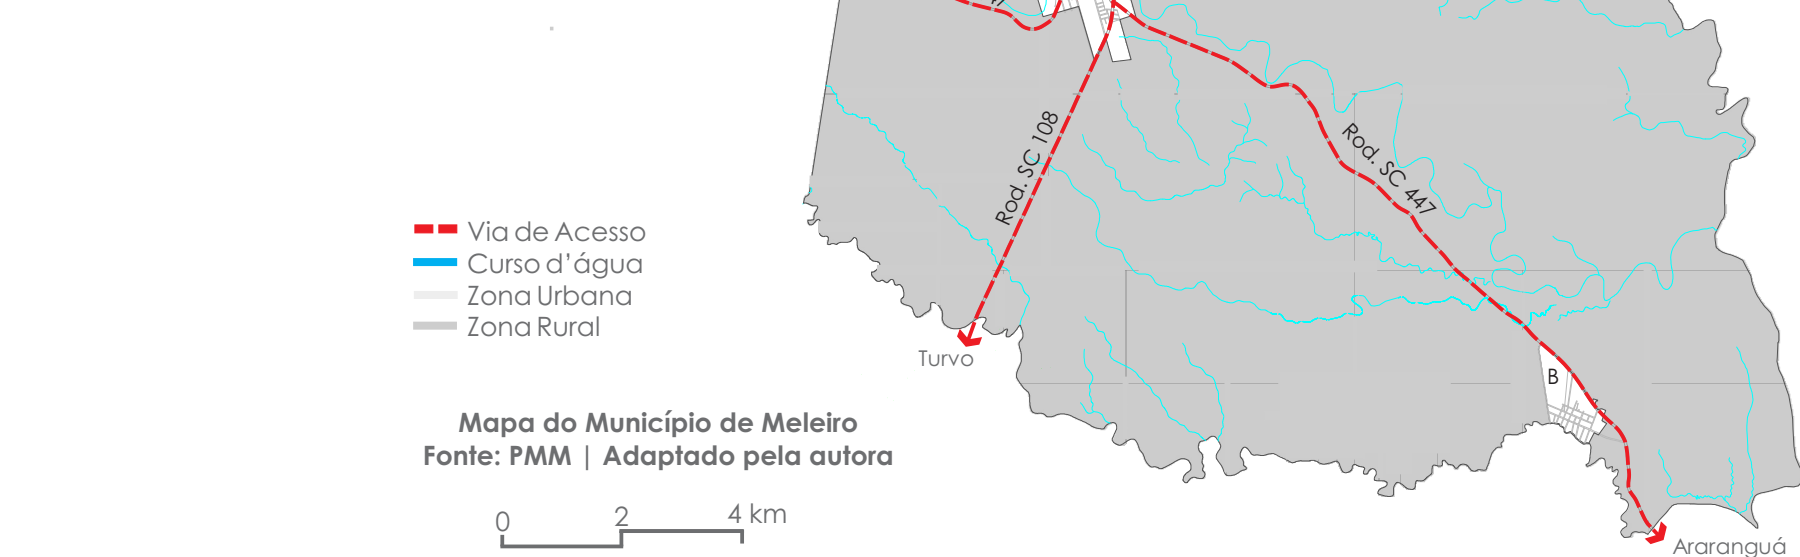 Rod. SC 108
Rod. SC 447
Via de Acesso
Curso d'água
Zona Urbana
Zona Rural
Turvo
B
Mapa do Município de Meleiro
Fonte: PMM | Adaptado pela autora
0 2 4 km
Araranguá